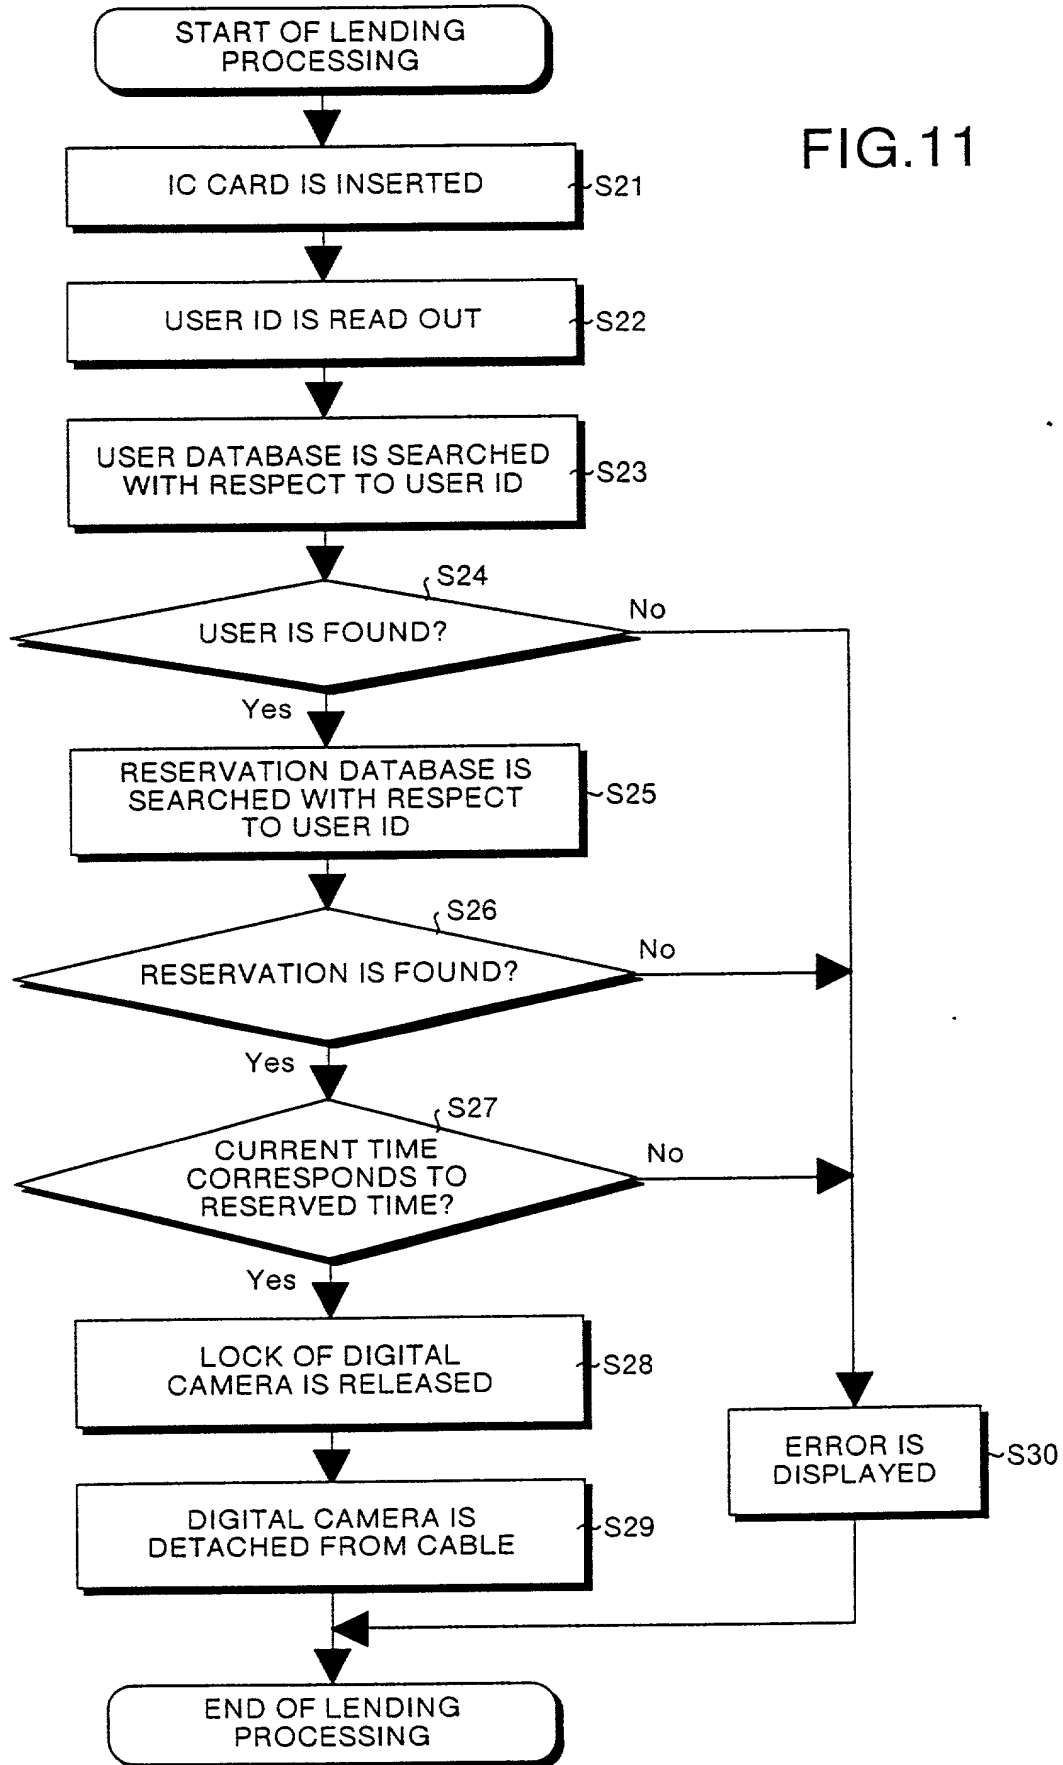 START OF LENDING
PROCESSING
FIG.11
IC CARD IS INSERTED
S21
USER ID IS READ OUT
S22
USER DATABASE IS SEARCHED
WITH RESPECT TO USER ID
S23
S24
USER IS FOUND?
No
Yes
RESERVATION DATABASE IS
SEARCHED WITH RESPECT
TO USER ID
S25
S26
RESERVATION IS FOUND?
No
Yes
S27
CURRENT TIME
CORRESPONDS TO
RESERVED TIME?
No
Yes
LOCK OF DIGITAL
CAMERA IS RELEASED
S28
ERROR IS
DISPLAYED
S30
DIGITAL CAMERA IS
DETACHED FROM CABLE
S29
END OF LENDING
PROCESSING